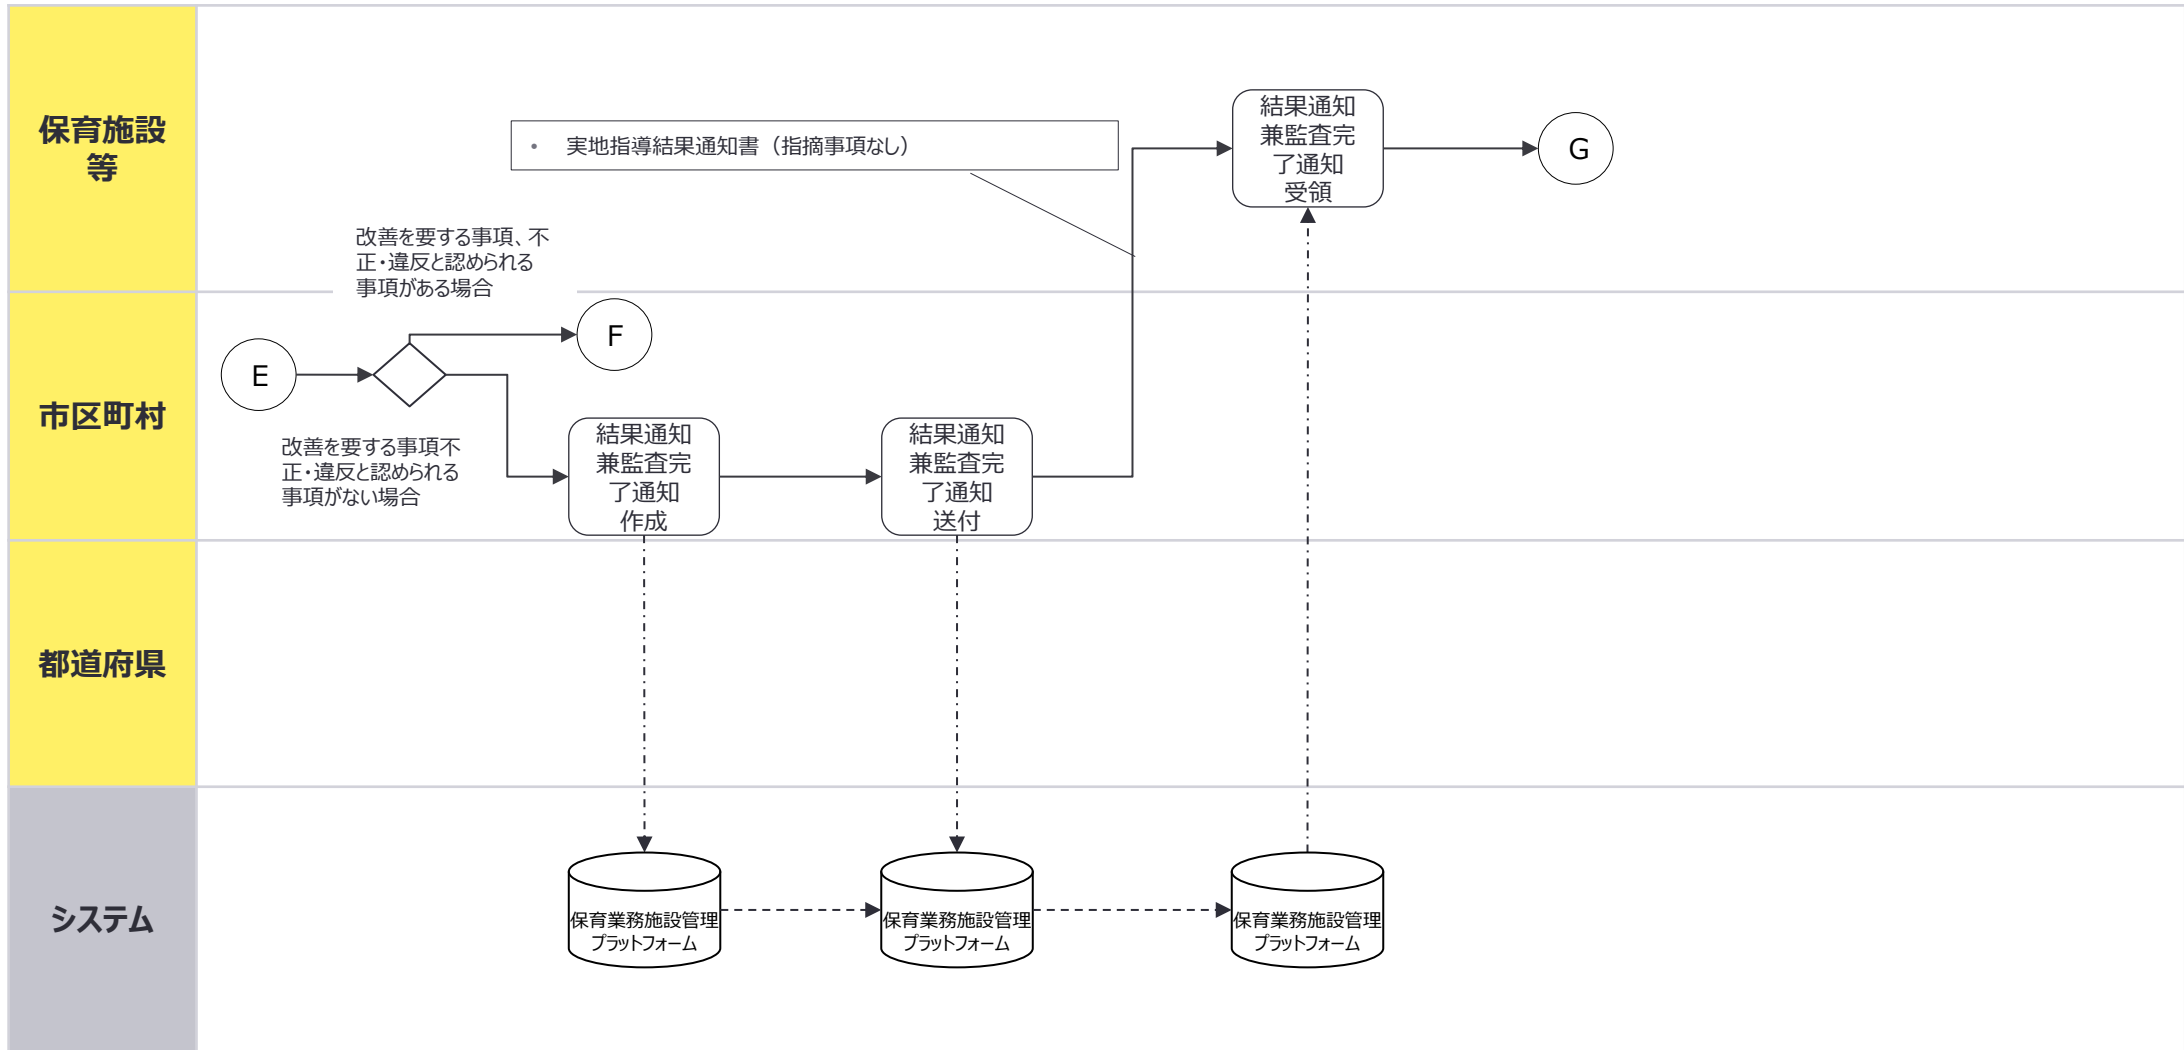 保育施設
等
• 実地指導結果通知書（指摘事項なし）
結果通知
兼監査完
了通知
受領
G
改善を要する事項、不
正・違反と認められる
事項がある場合
市区町村
E
F
改善を要する事項不
正・違反と認められる
事項がない場合
結果通知
兼監査完
了通知
作成
結果通知
兼監査完
了通知
送付
都道府県
システム
保育業務施設管理
プラットフォーム
保育業務施設管理
プラットフォーム
保育業務施設管理
プラットフォーム